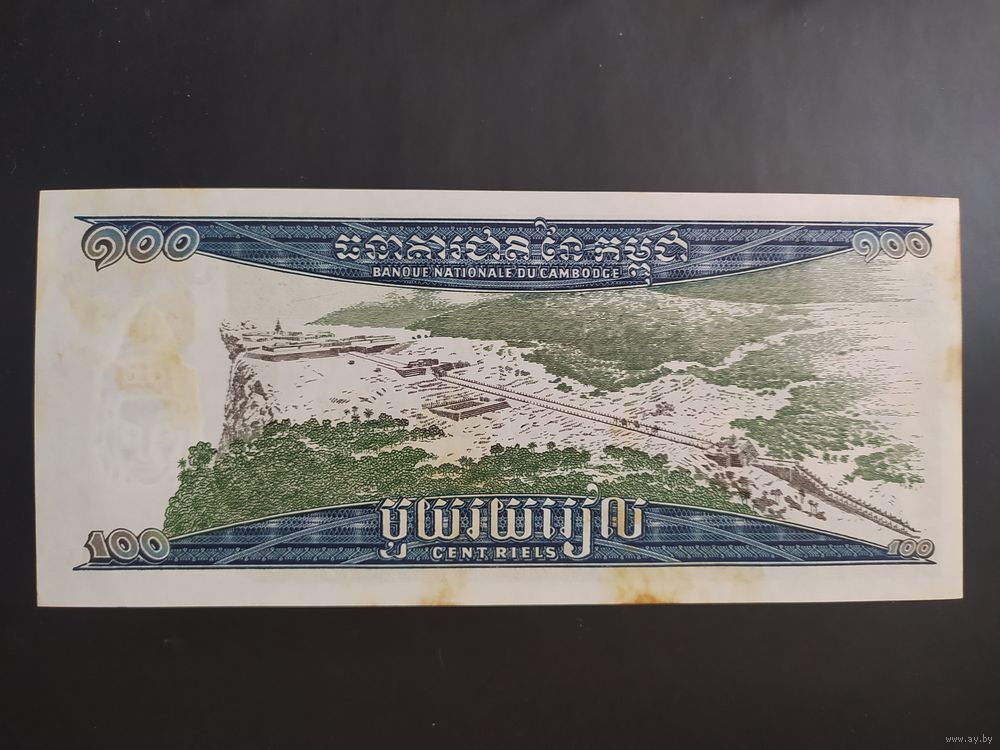 ១០០ ធនាគារជាតិ នៃ កម្ពុជា ១០០
BANQUE NATIONALE DU CAMBODGE
មួយរយរៀល
100 CENT RIELS 100
www.ay.by